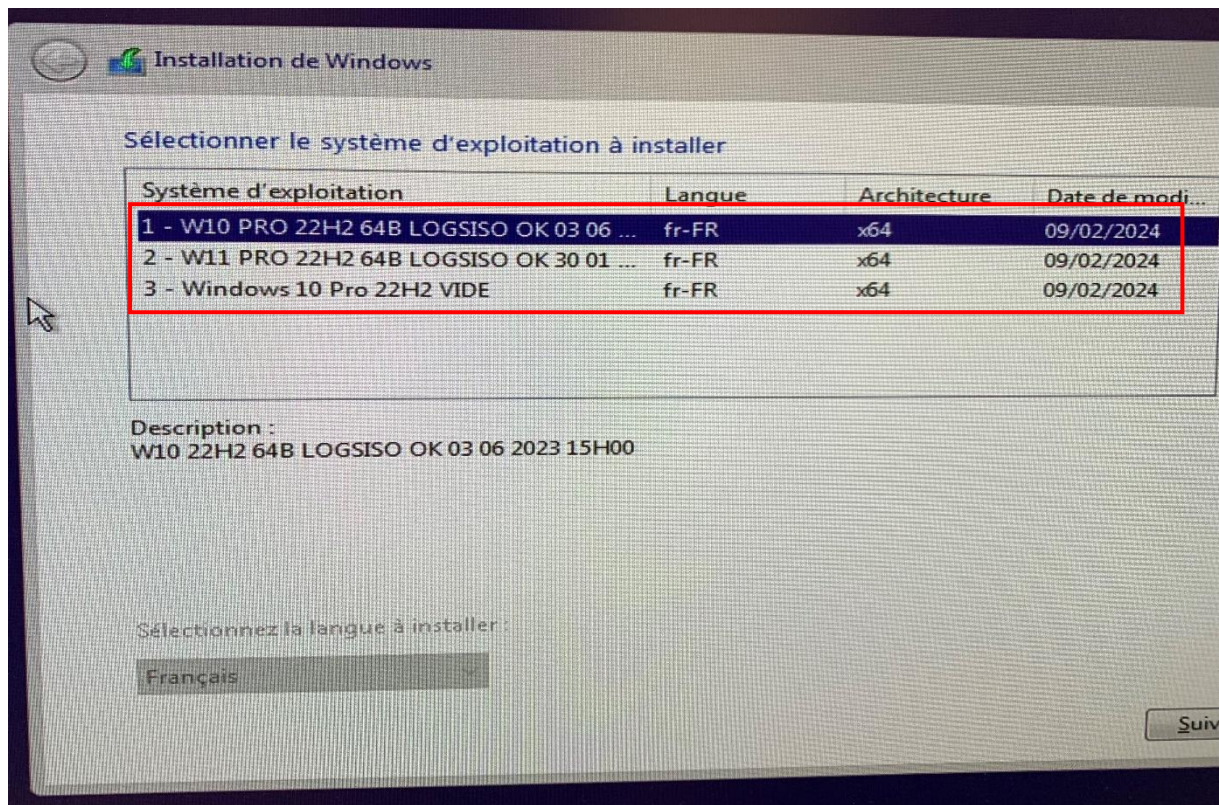 Installation de Windows
Sélectionner le système d'exploitation à installer
Système d'exploitation Langue Architecture Date de modi...
1 - W10 PRO 22H2 64B LOGSISO OK 03 06 ... fr-FR x64 09/02/2024
2 - W11 PRO 22H2 64B LOGSISO OK 30 01 ... fr-FR x64 09/02/2024
3 - Windows 10 Pro 22H2 VIDE fr-FR x64 09/02/2024
Description :
W10 22H2 64B LOGSISO OK 03 06 2023 15H00
Sélectionnez la langue à installer :
Français
Suiv